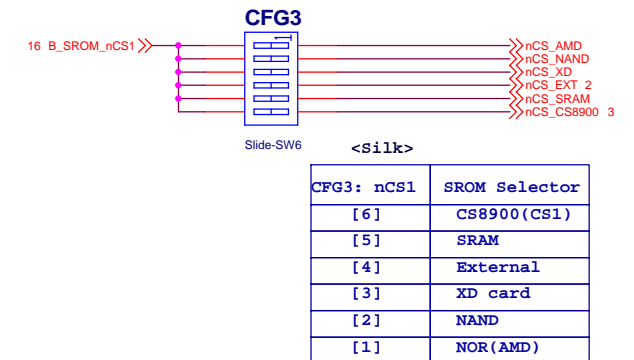 CFG3
16 B_SROM_nCS1
1
nCS_AMD
nCS_NAND
nCS_XD
nCS_EXT 2
nCS_SRAM
nCS_CS8900 3
Slide-SW6
<Silk>
CFG3: nCS1 SROM Selector
[6] CS8900(CS1)
[5] SRAM
[4] External
[3] XD card
[2] NAND
[1] NOR(AMD)